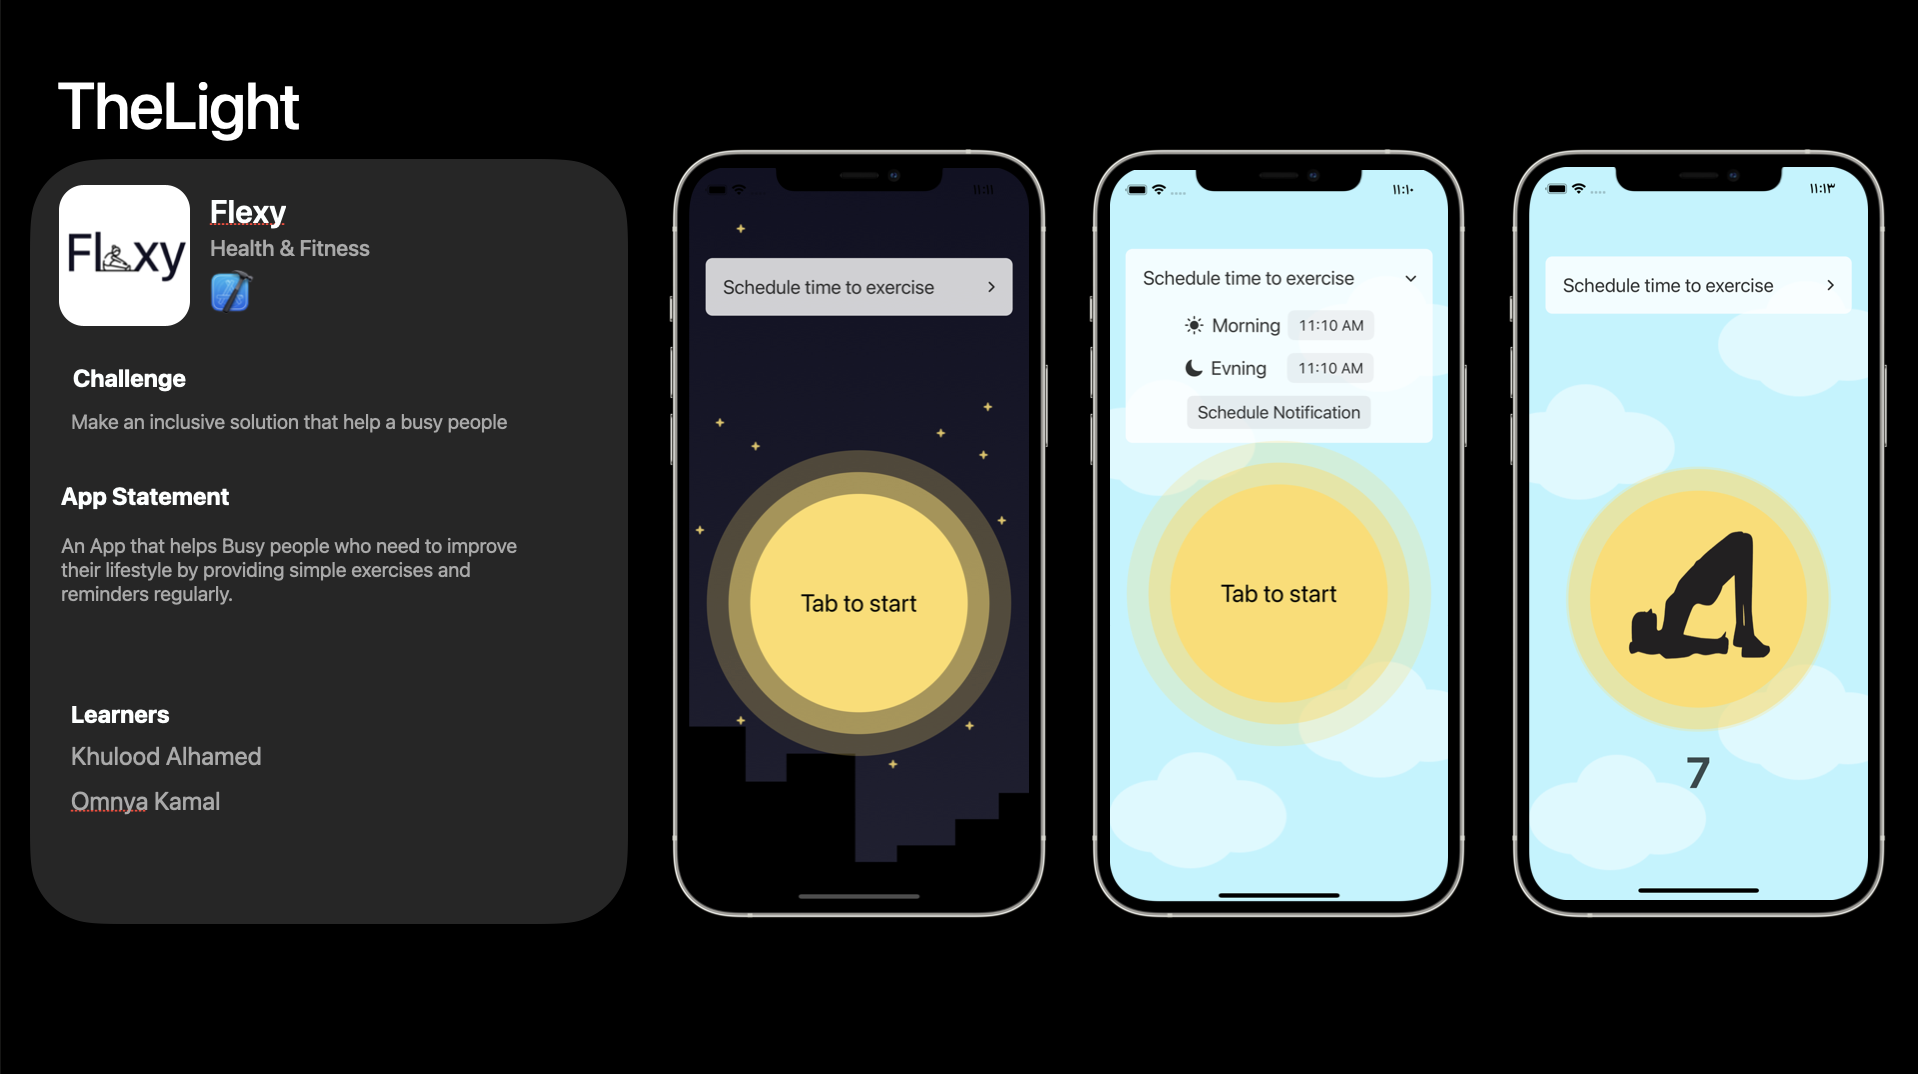 TheLight
Flexy
Flexy
Health & Fitness
Challenge
Make an inclusive solution that help a busy people
App Statement
An App that helps Busy people who need to improve
their lifestyle by providing simple exercises and
reminders regularly.
Learners
Khulood Alhamed
Omnya Kamal
١١:١١
Schedule time to exercise
Tab to start
١١:١٠
Schedule time to exercise
Morning 11:10 AM
Evning 11:10 AM
Schedule Notification
Tab to start
١١:١٣
Schedule time to exercise
7